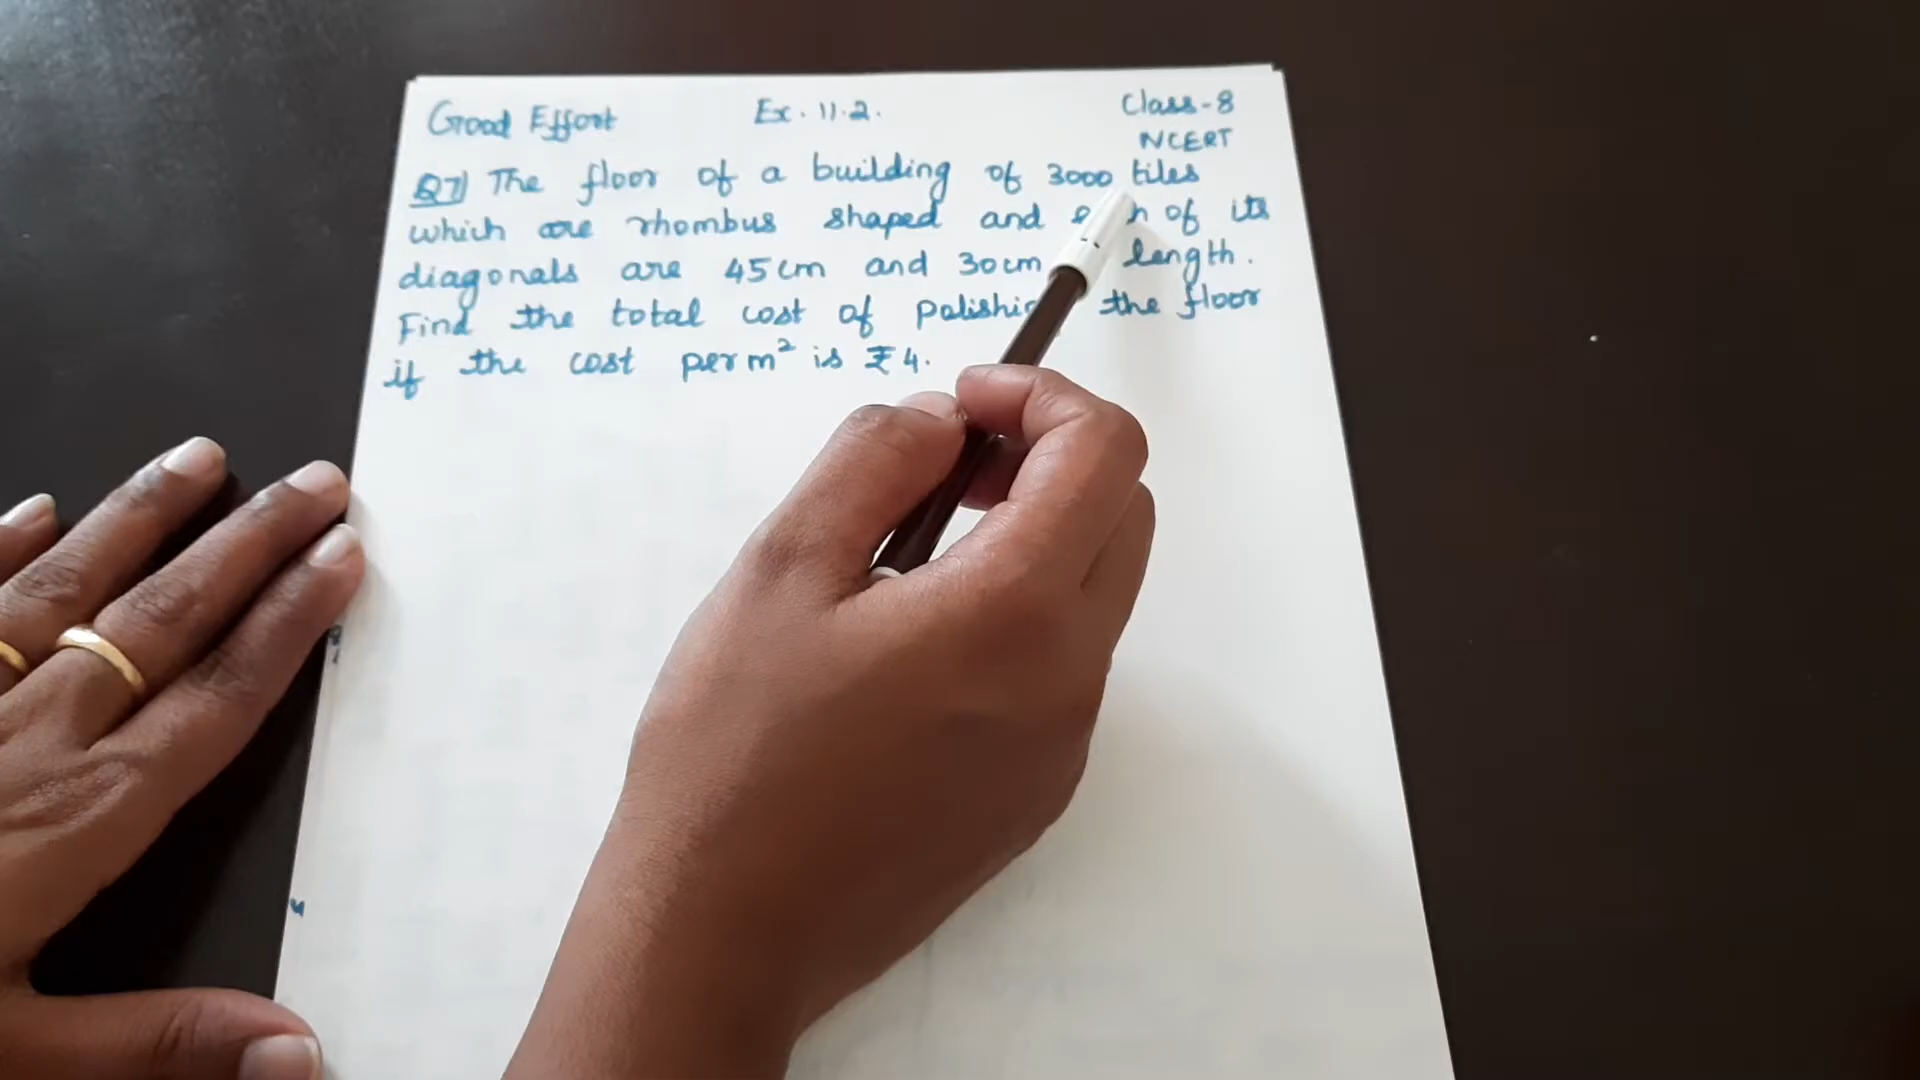 Good Effort Ex. 11.2. Class-8
NCERT
Q7) The floor of a building of 3000 tiles
which are rhombus shaped and of its
diagonals are 45cm and 30cm length.
Find the total cost of the floor
if the cost per m² is ₹4.